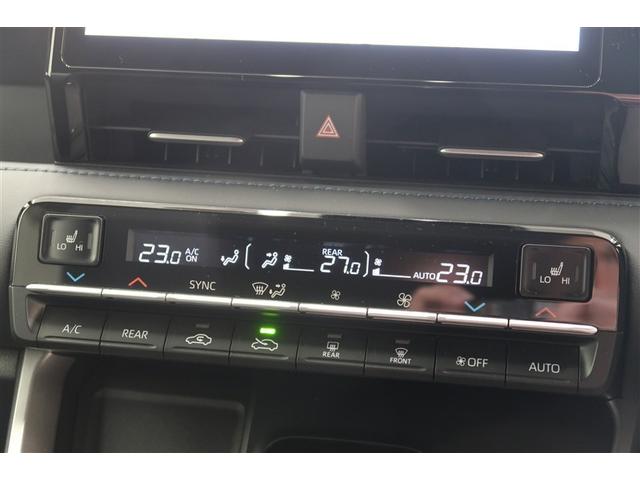 LO HI
23.0 A/C ON
REAR 27.0
AUTO 23.0
LO HI
SYNC
A/C
REAR
REAR
FRONT
OFF
AUTO